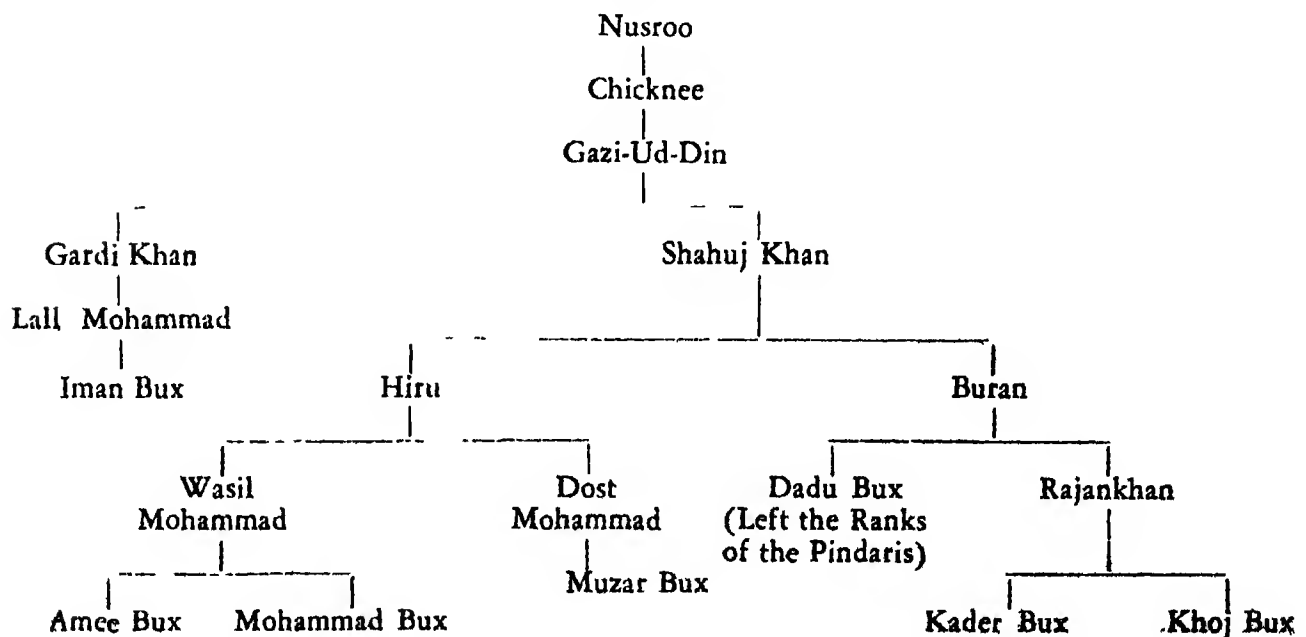 Nusroo
Chicknee
Gazi-Ud-Din
Gardi Khan
Shahuj Khan
Lall Mohammad
Iman Bux
Hiru
Buran
Wasil
Mohammad
Dost
Mohammad
Dadu Bux
(Left the Ranks
of the Pindaris)
Rajankhan
Muzar Bux
Amee Bux
Mohammad Bux
Kader Bux
Khoj Bux